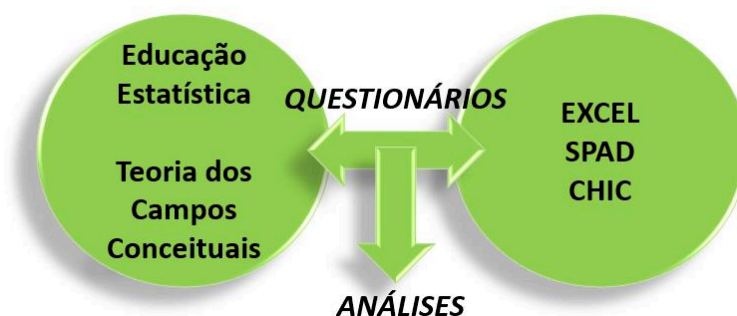 Educação
Estatística
Teoria dos
Campos
Conceituais
QUESTIONÁRIOS
EXCEL
SPAD
CHIC
ANÁLISES